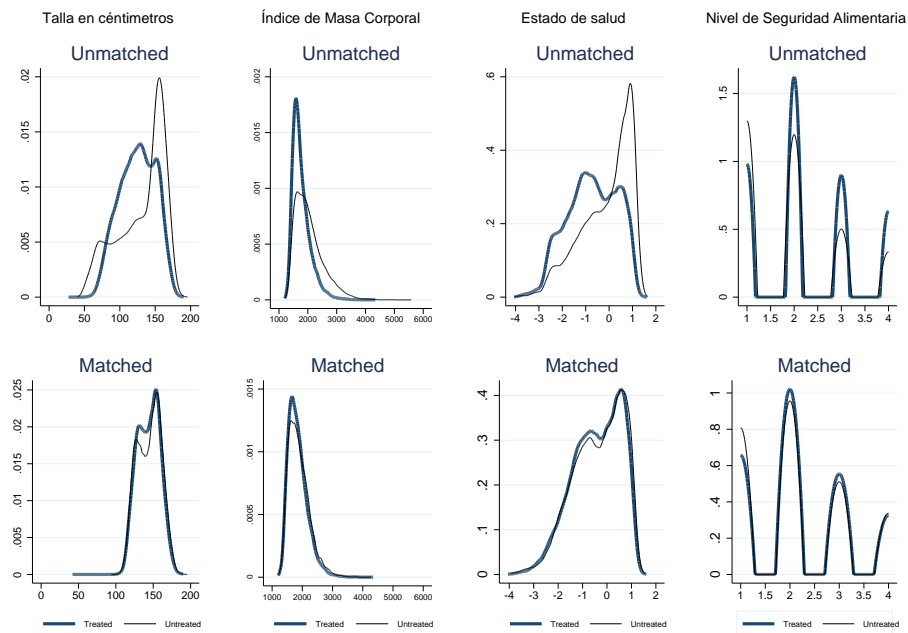 Talla en céntimetros
Índice de Masa Corporal
Estado de salud
Nivel de Seguridad Alimentaria
Unmatched
Unmatched
Unmatched
Unmatched
0 .005 .01 .015 .02
0 50 100 150 200
0 .0005 .001 .0015 .002
1000 2000 3000 4000 5000 6000
0 .2 .4 .6
-4 -3 -2 -1 0 1 2
0 .5 1 1.5
1 1.5 2 2.5 3 3.5 4
Matched
Matched
Matched
Matched
0 .005 .01 .015 .02 .025
0 50 100 150 200
0 .0005 .001 .0015
1000 2000 3000 4000 5000 6000
0 .1 .2 .3 .4
-4 -3 -2 -1 0 1 2
0 .2 .4 .6 .8 1
1 1.5 2 2.5 3 3.5 4
Treated Untreated
Treated Untreated
Treated Untreated
Treated Untreated